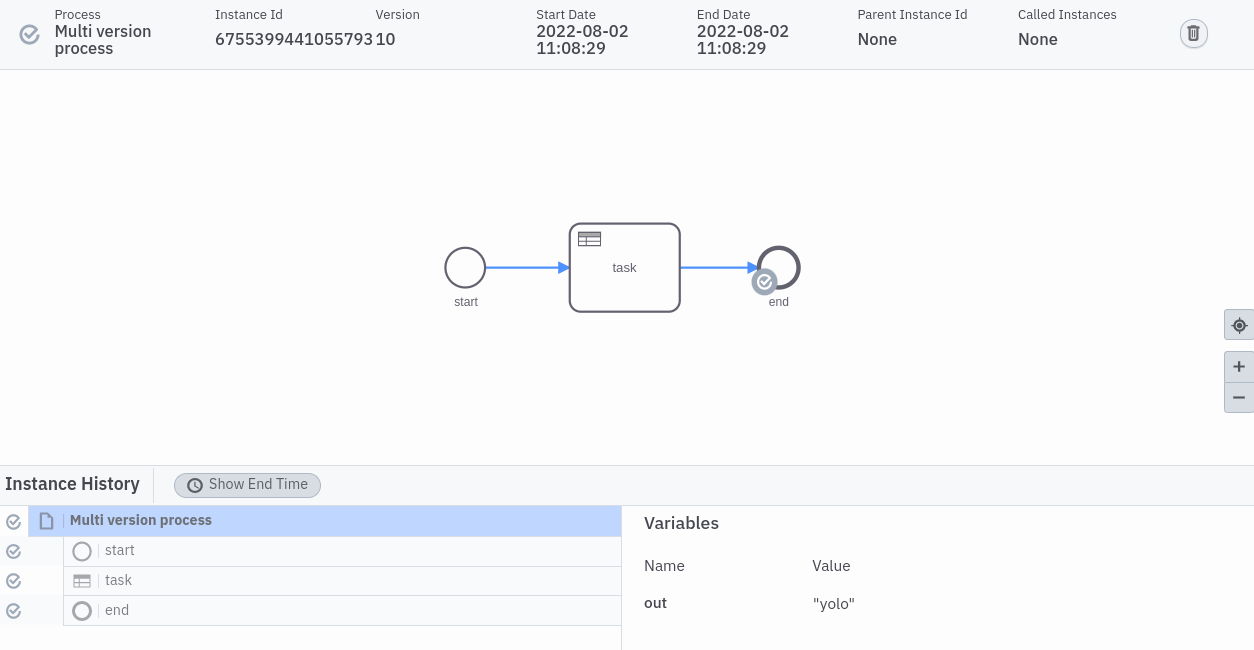 Process
Instance Id
Version
Start Date
End Date
Parent Instance Id
Called Instances
Multi version
process
6755399441055793
10
2022-08-02
11:08:29
2022-08-02
11:08:29
None
None
task
start
end
Instance History
Show End Time
Multi version process
start
task
end
Variables
Name
Value
out
"yolo"